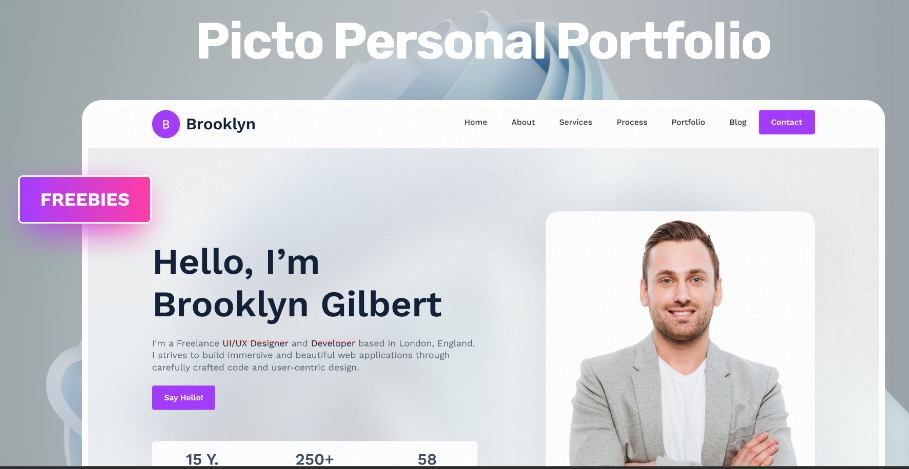 Picto Personal Portfolio
B Brooklyn
Home About Services Process Portfolio Blog Contact
FREEBIES
Hello, I’m
Brooklyn Gilbert
I'm a Freelance UI/UX Designer and Developer based in London, England.
I strives to build immersive and beautiful web applications through
carefully crafted code and user-centric design.
Say Hello!
15 Y. 250+ 58